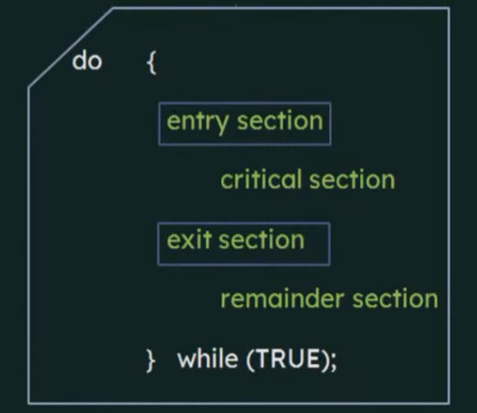 do {
entry section
critical section
exit section
remainder section
} while (TRUE);